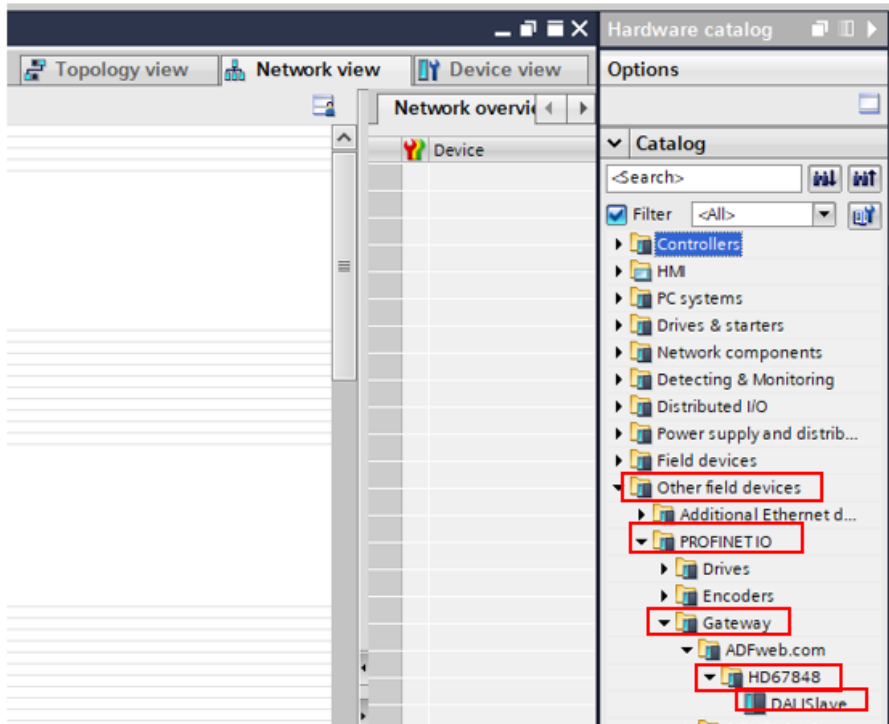 Hardware catalog
Topology view
Network view
Device view
Options
Network overvi
Device
Catalog
<Search>
Filter
<All>
Controllers
HMI
PC systems
Drives & starters
Network components
Detecting & Monitoring
Distributed I/O
Power supply and distrib...
Field devices
Other field devices
Additional Ethernet d...
PROFINET IO
Drives
Encoders
Gateway
ADFweb.com
HD67848
DALISlave